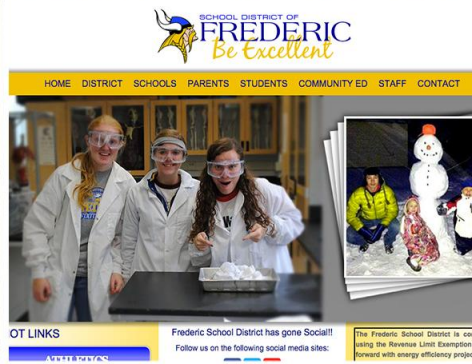 SCHOOL DISTRICT OF
FREDERIC
Be Excellent
HOME DISTRICT SCHOOLS PARENTS STUDENTS COMMUNITY ED STAFF CONTACT
OT LINKS
ATHLETICS
Frederic School District has gone Social!!
Follow us on the following social media sites:
The Frederic School District is co
using the Revenue Limit Exemption
forward with energy efficiency projec